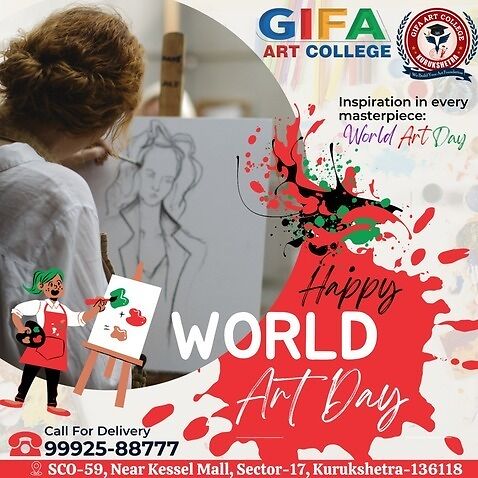 GIFA
ART COLLEGE
GIFA ART COLLEGE
KURUKSHETRA
Inspiration in every
masterpiece:
World Art Day
Happy
WORLD
Art Day
Call For Delivery
99925-88777
SCO-59, Near Kessel Mall, Sector-17, Kurukshetra-136118